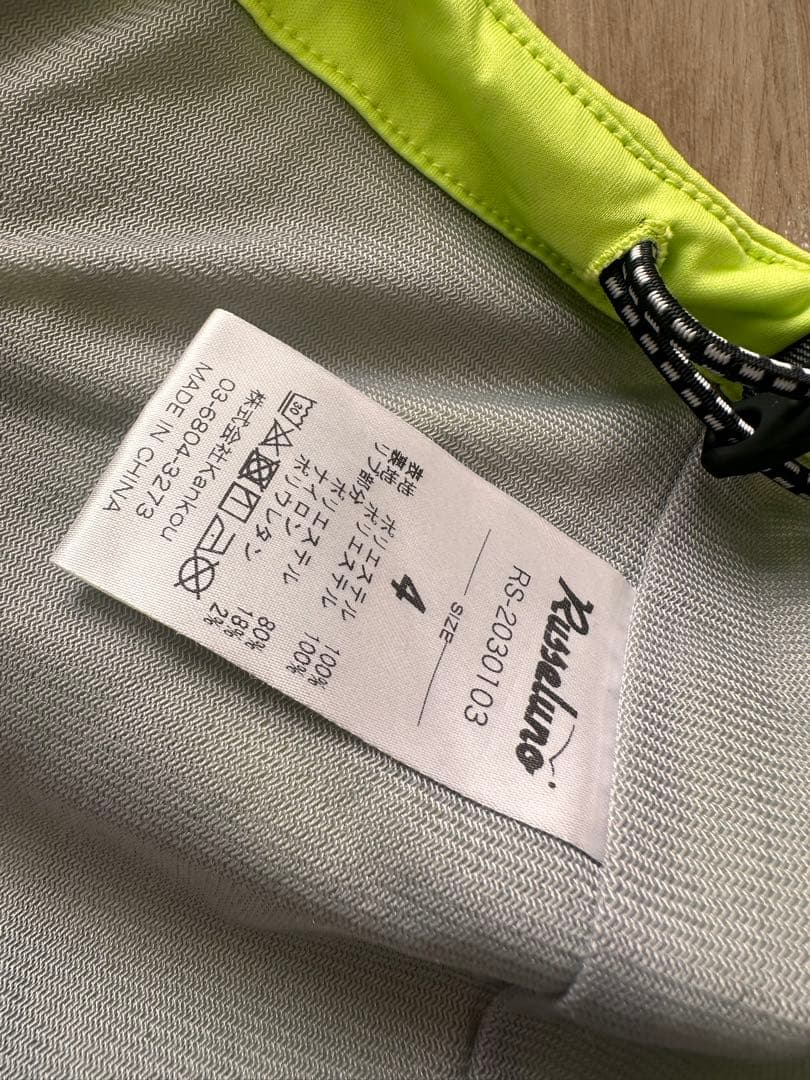 Russeluno
RS-2030103
SIZE
4
表地 ポリエステル 100%
裏地 ポリエステル 100%
リブ部分 ポリエステル 80%
ナイロン 18%
ポリウレタン 2%
30
株式会社Kankou
03-6804-3273
MADE IN CHINA